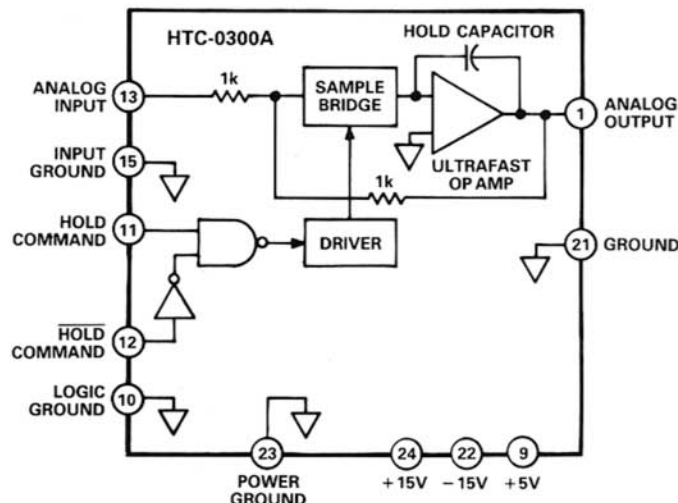 HTC-0300A
HOLD CAPACITOR
1k
SAMPLE
BRIDGE
ANALOG
INPUT
13
1
ANALOG
OUTPUT
INPUT
GROUND
15
ULTRAFAST
OP AMP
1k
HOLD
COMMAND
11
DRIVER
21
GROUND
HOLD
COMMAND
12
LOGIC
GROUND
10
23
POWER
GROUND
24
+15V
22
-15V
9
+5V